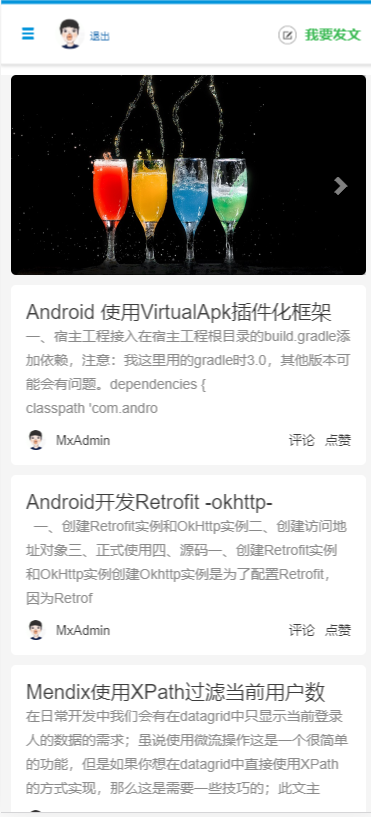 退出
我要发文
Android 使用VirtualApk插件化框架
一、宿主工程接入在宿主工程根目录的build.gradle添
加依赖，注意：我这里用的gradle时3.0，其他版本可
能会有问题。dependencies {
classpath 'com.andro
MxAdmin
评论 点赞
Android开发Retrofit -okhttp-
一、创建Retrofit实例和OkHttp实例二、创建访问地
址对象三、正式使用四、源码一、创建Retrofit实例
和OkHttp实例创建Okhttp实例是为了配置Retrofit，
因为Retrof
MxAdmin
评论 点赞
Mendix使用XPath过滤当前用户数
在日常开发中我们会有在datagrid中只显示当前登录
人的数据的需求；虽说使用微流操作这是一个很简单
的功能，但是如果你想在datagrid中直接使用XPath
的方式实现，那么这是需要一些技巧的；此文主